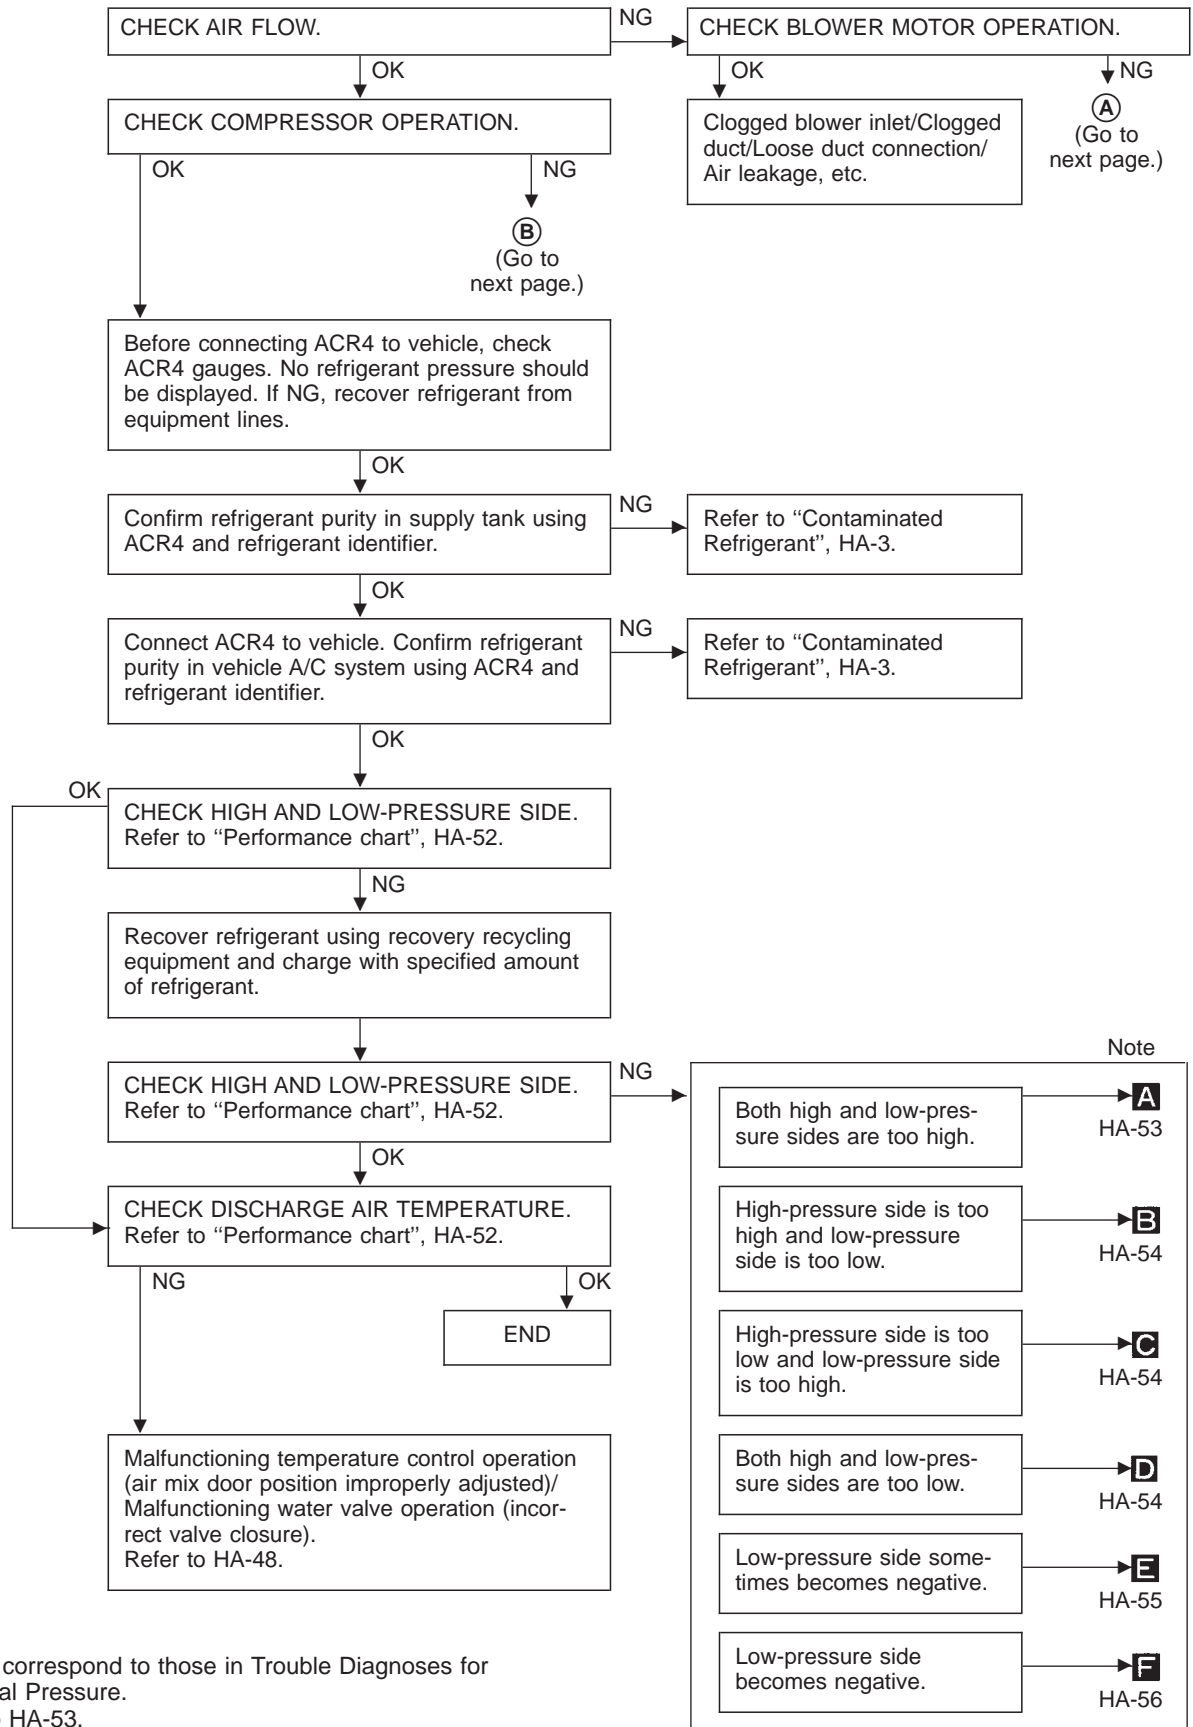 CHECK AIR FLOW.
NG
CHECK BLOWER MOTOR OPERATION.
OK
OK
NG
CHECK COMPRESSOR OPERATION.
Clogged blower inlet/Clogged
duct/Loose duct connection/
Air leakage, etc.
A
(Go to
next page.)
OK
NG
B
(Go to
next page.)
Before connecting ACR4 to vehicle, check
ACR4 gauges. No refrigerant pressure should
be displayed. If NG, recover refrigerant from
equipment lines.
OK
Confirm refrigerant purity in supply tank using
ACR4 and refrigerant identifier.
NG
Refer to ‘‘Contaminated
Refrigerant’’, HA-3.
OK
Connect ACR4 to vehicle. Confirm refrigerant
purity in vehicle A/C system using ACR4 and
refrigerant identifier.
NG
Refer to ‘‘Contaminated
Refrigerant’’, HA-3.
OK
OK
CHECK HIGH AND LOW-PRESSURE SIDE.
Refer to ‘‘Performance chart’’, HA-52.
NG
Recover refrigerant using recovery recycling
equipment and charge with specified amount
of refrigerant.
CHECK HIGH AND LOW-PRESSURE SIDE.
Refer to ‘‘Performance chart’’, HA-52.
NG
OK
CHECK DISCHARGE AIR TEMPERATURE.
Refer to ‘‘Performance chart’’, HA-52.
NG
OK
END
Malfunctioning temperature control operation
(air mix door position improperly adjusted)/
Malfunctioning water valve operation (incor-
rect valve closure).
Refer to HA-48.
Note
Both high and low-pres-
sure sides are too high.
A
HA-53
High-pressure side is too
high and low-pressure
side is too low.
B
HA-54
High-pressure side is too
low and low-pressure side
is too high.
C
HA-54
Both high and low-pres-
sure sides are too low.
D
HA-54
Low-pressure side some-
times becomes negative.
E
HA-55
Low-pressure side
becomes negative.
F
HA-56
correspond to those in Trouble Diagnoses for
al Pressure.
HA-53.